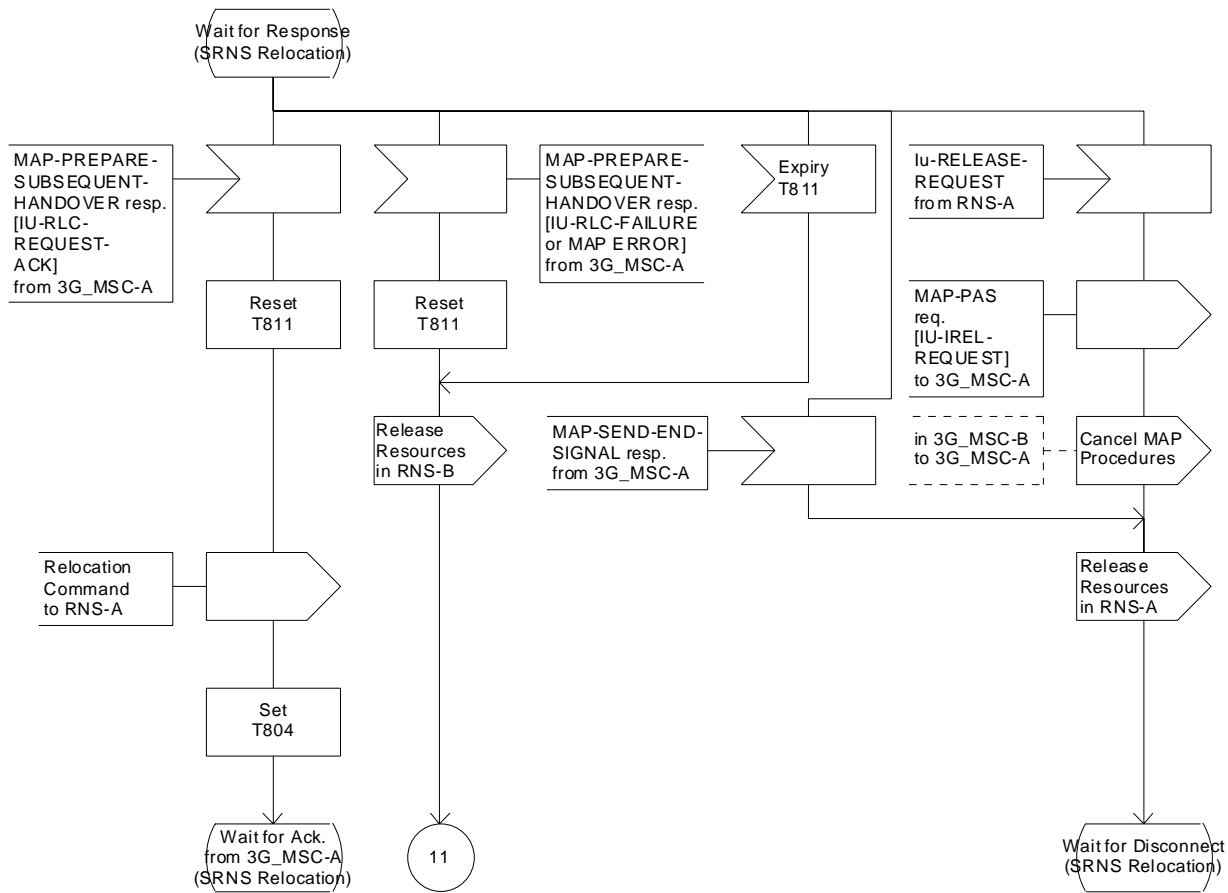 Wait for Response
(SRNS Relocation)
MAP-PREPARE-
SUBSEQUENT-
HANDOVER resp.
[IU-RLC-
REQUEST-
ACK]
from 3G_MSC-A
MAP-PREPARE-
SUBSEQUENT-
HANDOVER resp.
[IU-RLC-FAILURE
or MAP ERROR]
from 3G_MSC-A
Expiry
T811
Iu-RELEASE-
REQUEST
from RNS-A
Reset
T811
Reset
T811
MAP-PAS
req.
[IU-IREL-
REQUEST]
to 3G_MSC-A
Release
Resources
in RNS-B
MAP-SEND-END-
SIGNAL resp.
from 3G_MSC-A
in 3G_MSC-B
to 3G_MSC-A
Cancel MAP
Procedures
Relocation
Command
to RNS-A
Release
Resources
in RNS-A
Set
T804
Wait for Ack.
from 3G_MSC-A
(SRNS Relocation)
11
Wait for Disconnect
(SRNS Relocation)